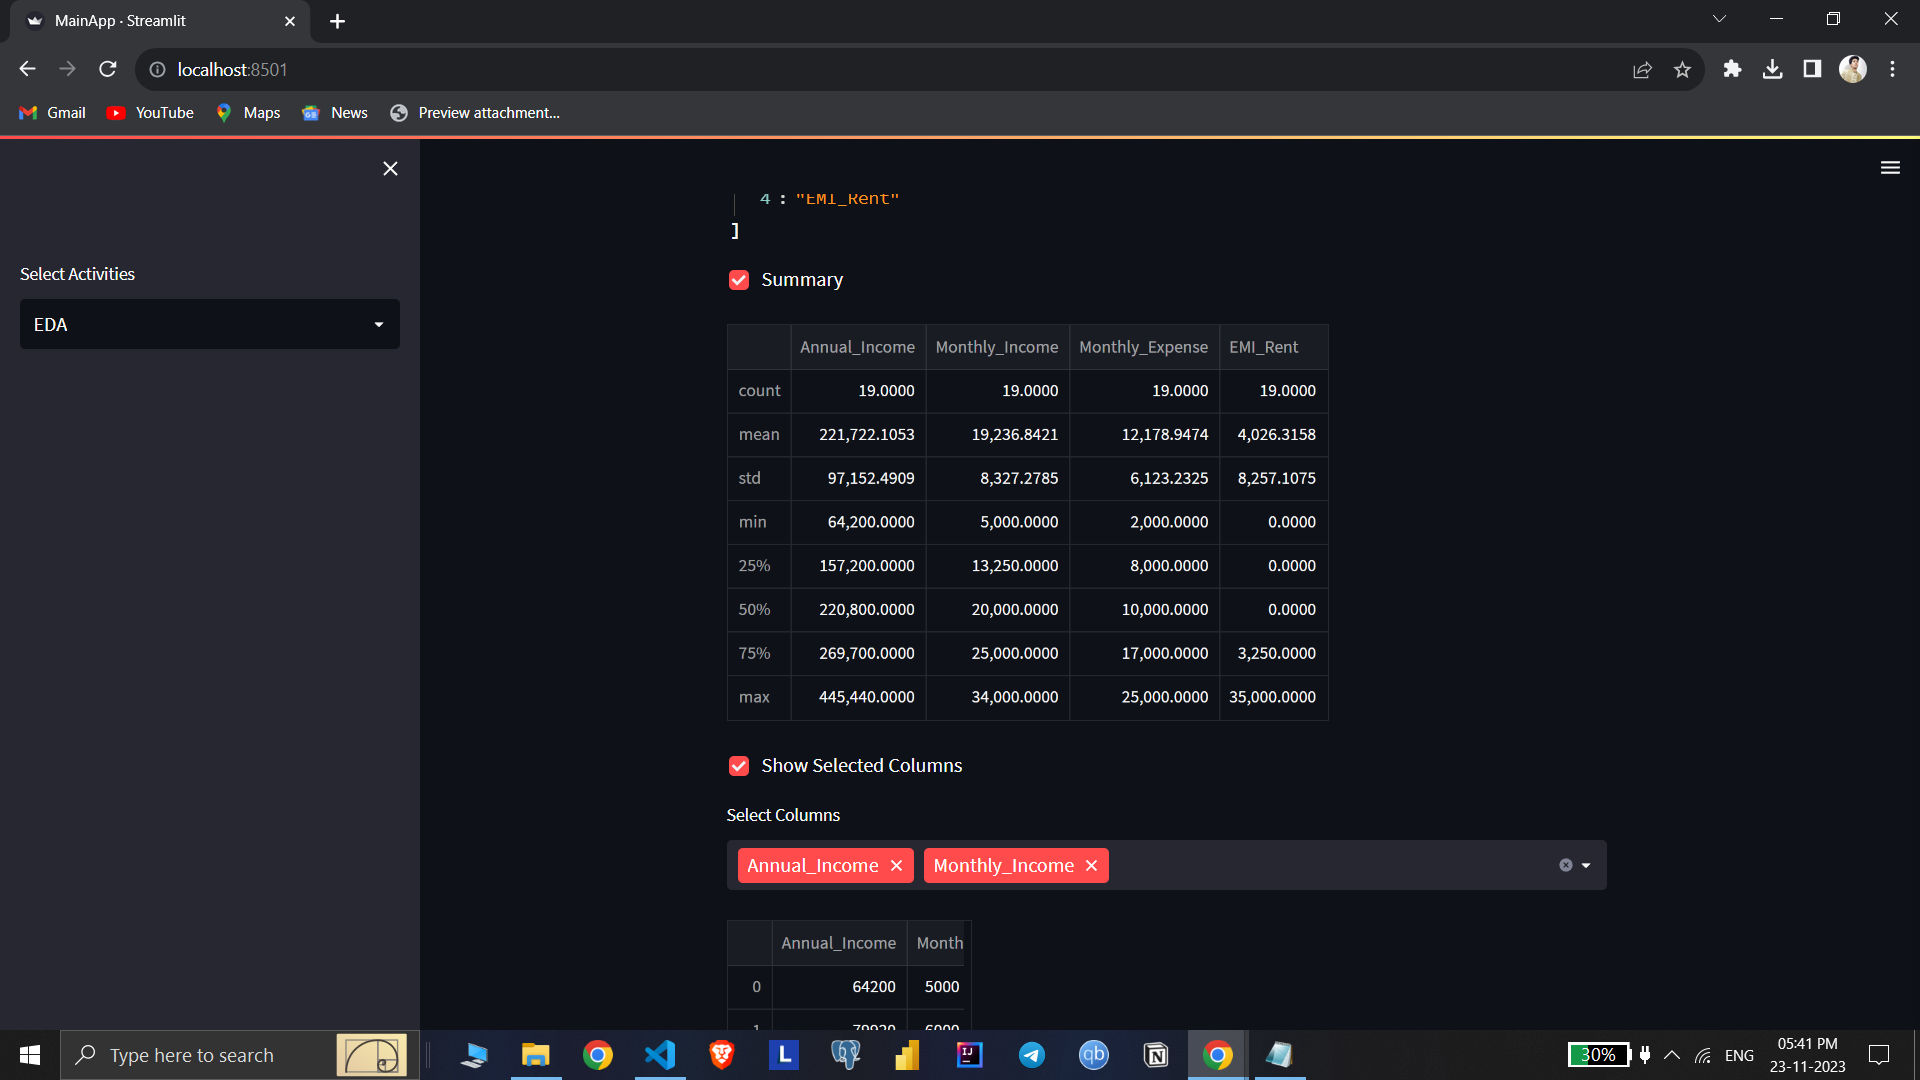 MainApp · Streamlit
localhost:8501
Gmail YouTube Maps News Preview attachment...
Select Activities
EDA
4 : "EMI_Rent"
]
Summary
Annual_Income Monthly_Income Monthly_Expense EMI_Rent
count 19.0000 19.0000 19.0000 19.0000
mean 221,722.1053 19,236.8421 12,178.9474 4,026.3158
std 97,152.4909 8,327.2785 6,123.2325 8,257.1075
min 64,200.0000 5,000.0000 2,000.0000 0.0000
25% 157,200.0000 13,250.0000 8,000.0000 0.0000
50% 220,800.0000 20,000.0000 10,000.0000 0.0000
75% 269,700.0000 25,000.0000 17,000.0000 3,250.0000
max 445,440.0000 34,000.0000 25,000.0000 35,000.0000
Show Selected Columns
Select Columns
Annual_Income Monthly_Income
Annual_Income Month
0 64200 5000
1 79920 6000
Type here to search
L
IJ
qb
N
30%
ENG
05:41 PM
23-11-2023